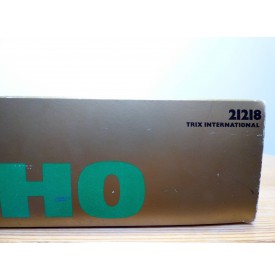 21218
TRIX INTERNATIONAL
HO